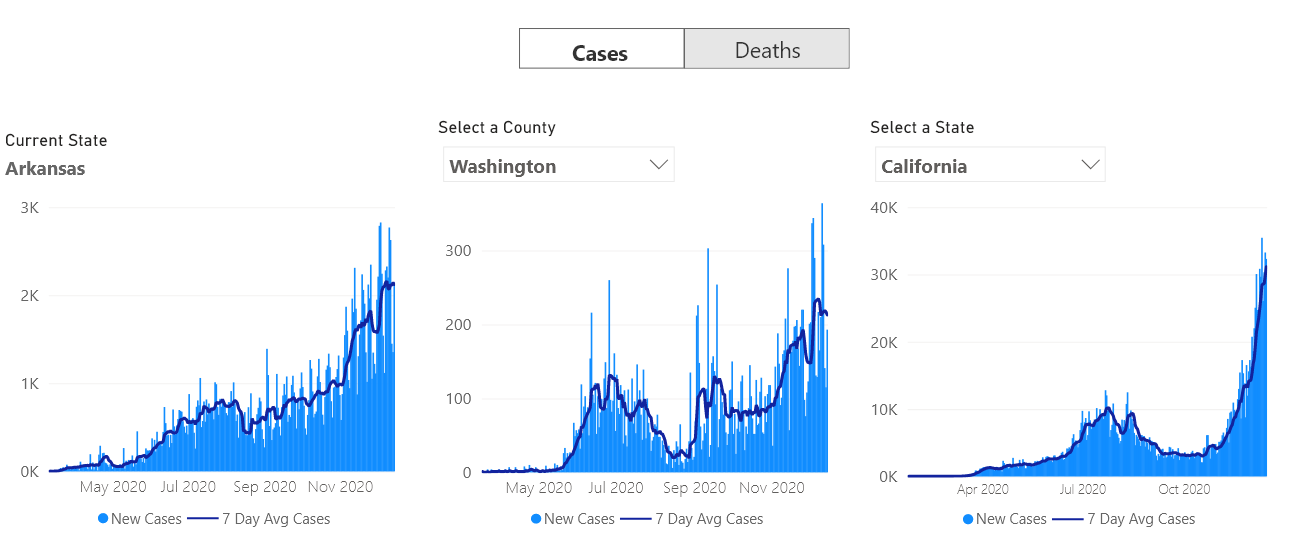 Cases Deaths
Current State
Arkansas
3K
2K
1K
0K
May 2020 Jul 2020 Sep 2020 Nov 2020
New Cases 7 Day Avg Cases
Select a County
Washington
300
200
100
0
May 2020 Jul 2020 Sep 2020 Nov 2020
New Cases 7 Day Avg Cases
Select a State
California
40K
30K
20K
10K
0K
Apr 2020 Jul 2020 Oct 2020
New Cases 7 Day Avg Cases